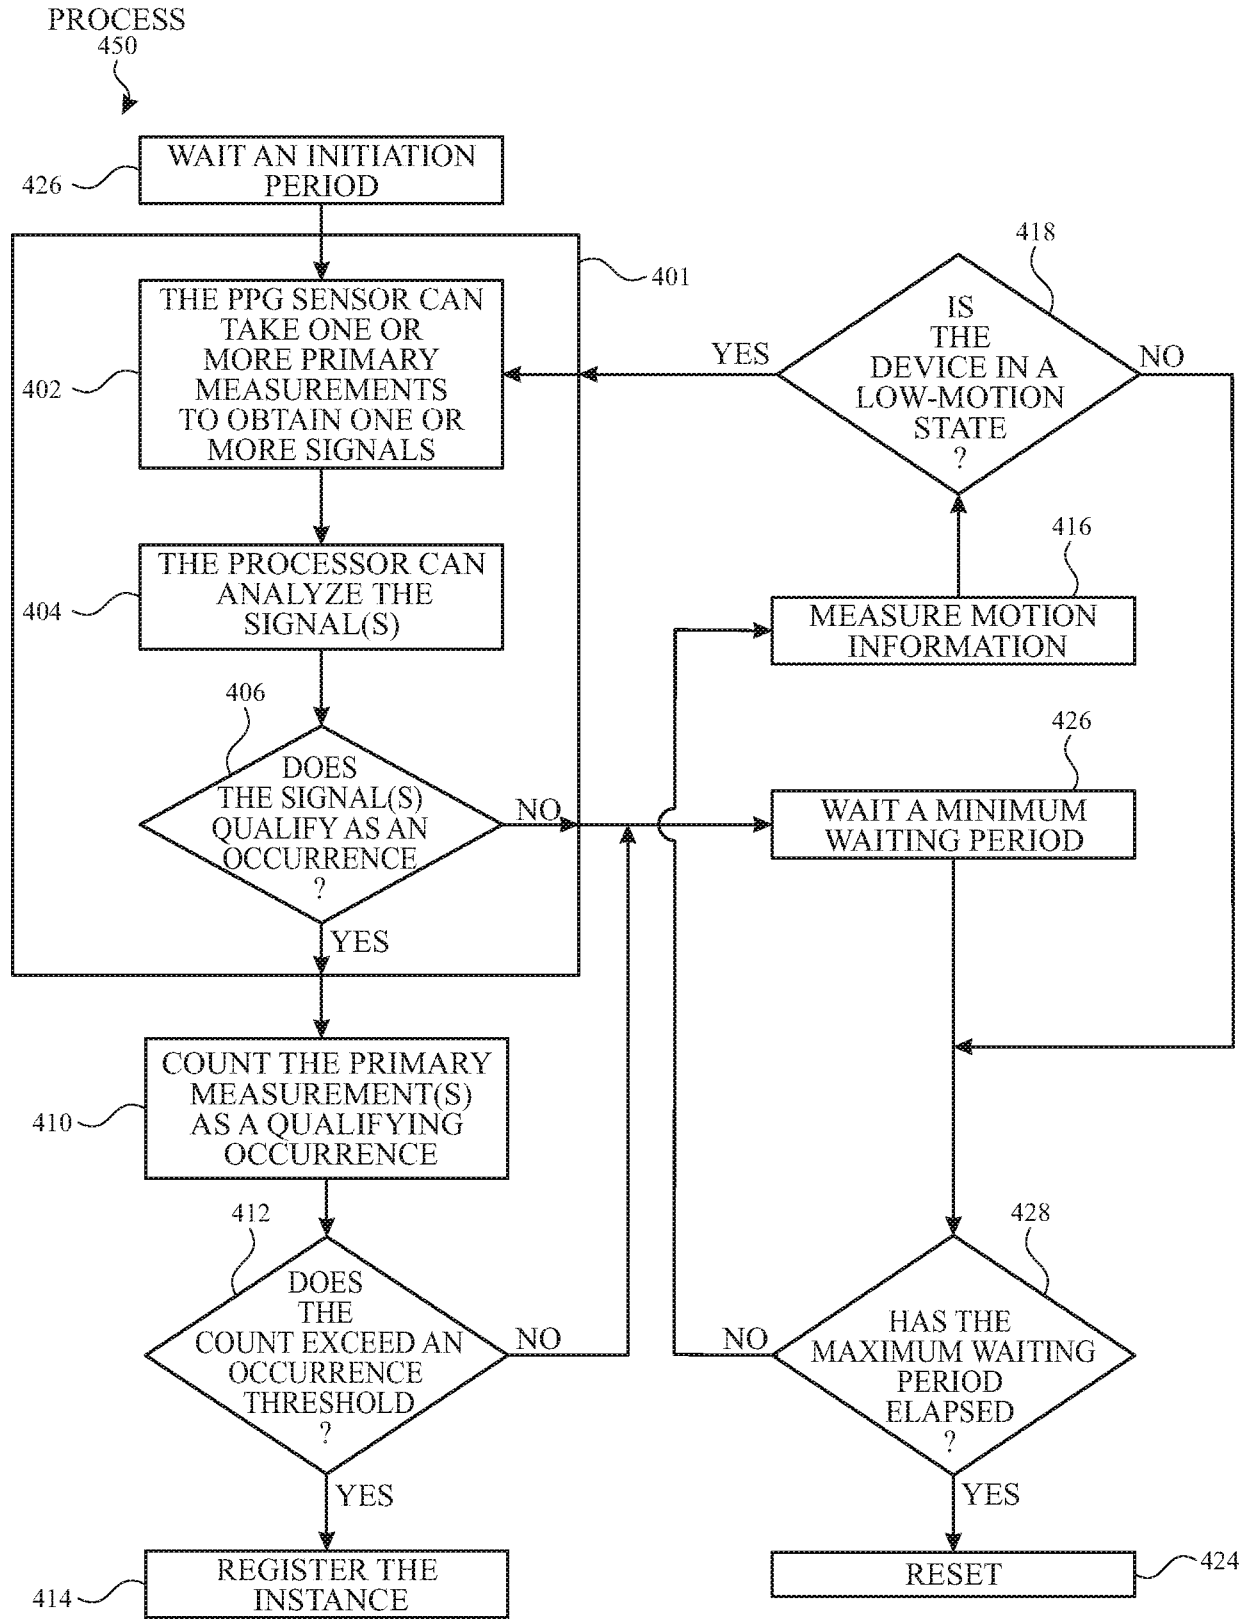 PROCESS
450
WAIT AN INITIATION
PERIOD
426
401
THE PPG SENSOR CAN
TAKE ONE OR
MORE PRIMARY
MEASUREMENTS
TO OBTAIN ONE OR
MORE SIGNALS
402
THE PROCESSOR CAN
ANALYZE THE
SIGNAL(S)
404
406
DOES
THE SIGNAL(S)
QUALIFY AS AN
OCCURRENCE
?
NO
YES
COUNT THE PRIMARY
MEASUREMENT(S)
AS A QUALIFYING
OCCURRENCE
410
412
DOES
THE
COUNT EXCEED AN
OCCURRENCE
THRESHOLD
?
NO
YES
REGISTER THE
INSTANCE
414
418
IS
THE
DEVICE IN A
LOW-MOTION
STATE
?
YES
NO
416
MEASURE MOTION
INFORMATION
426
WAIT A MINIMUM
WAITING PERIOD
428
HAS THE
MAXIMUM WAITING
PERIOD
ELAPSED
?
NO
YES
RESET
424